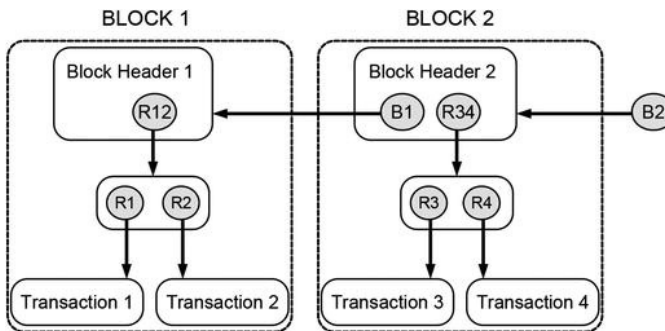 BLOCK 1
BLOCK 2
Block Header 1
Block Header 2
R12
B1
R34
B2
R1
R2
R3
R4
Transaction 1
Transaction 2
Transaction 3
Transaction 4